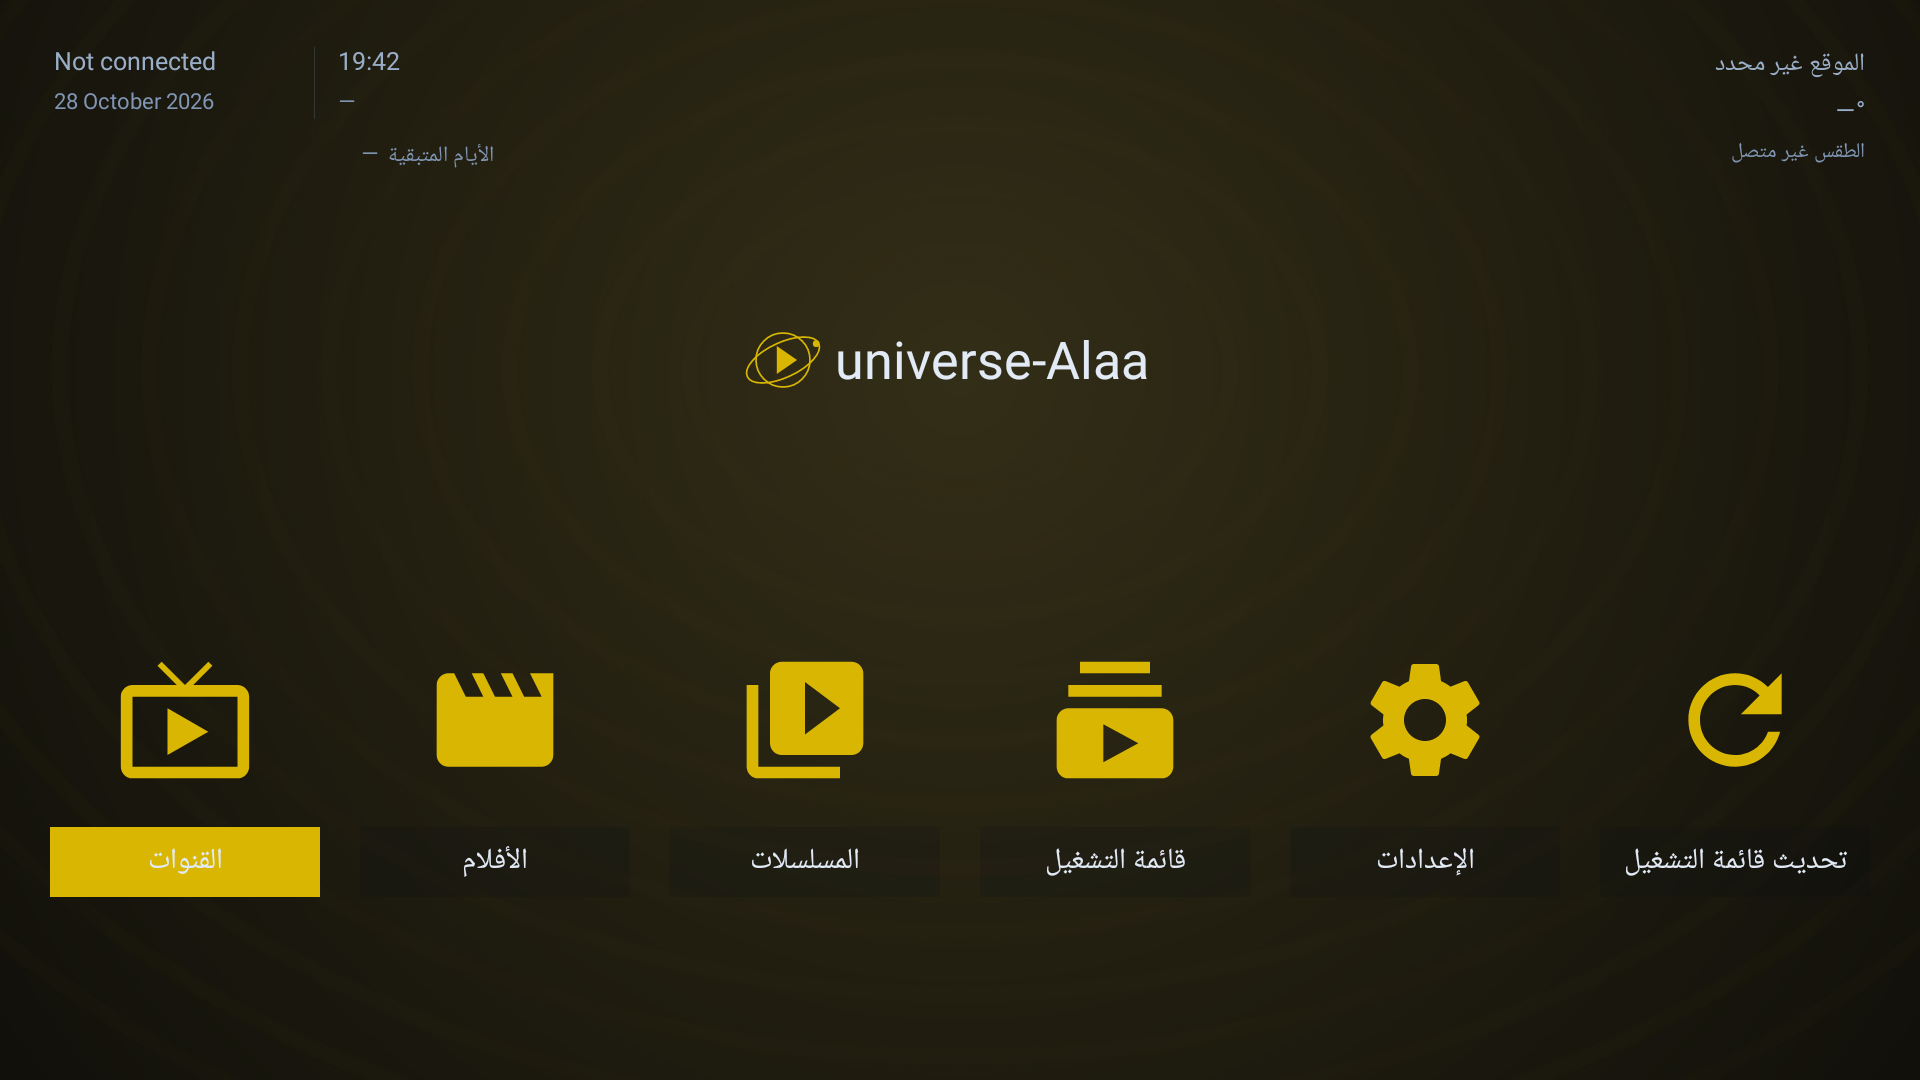 Not connected
28 October 2026
19:42
—
الأيام المتبقية —
الموقع غير محدد
—°
الطقس غير متصل
universe-Alaa
القنوات
الأفلام
المسلسلات
قائمة التشغيل
الإعدادات
تحديث قائمة التشغيل